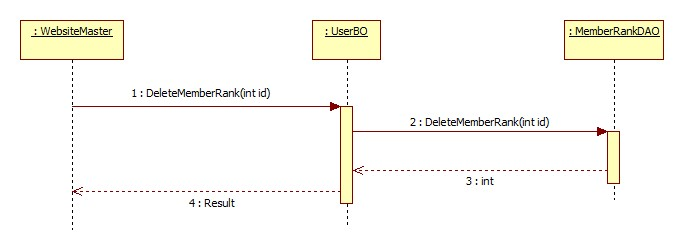 : WebsiteMaster
: UserBO
: MemberRankDAO
1 : DeleteMemberRank(int id)
2 : DeleteMemberRank(int id)
3 : int
4 : Result